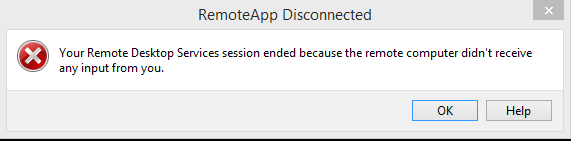 RemoteApp Disconnected
Your Remote Desktop Services session ended because the remote computer didn't receive
any input from you.
OK
Help